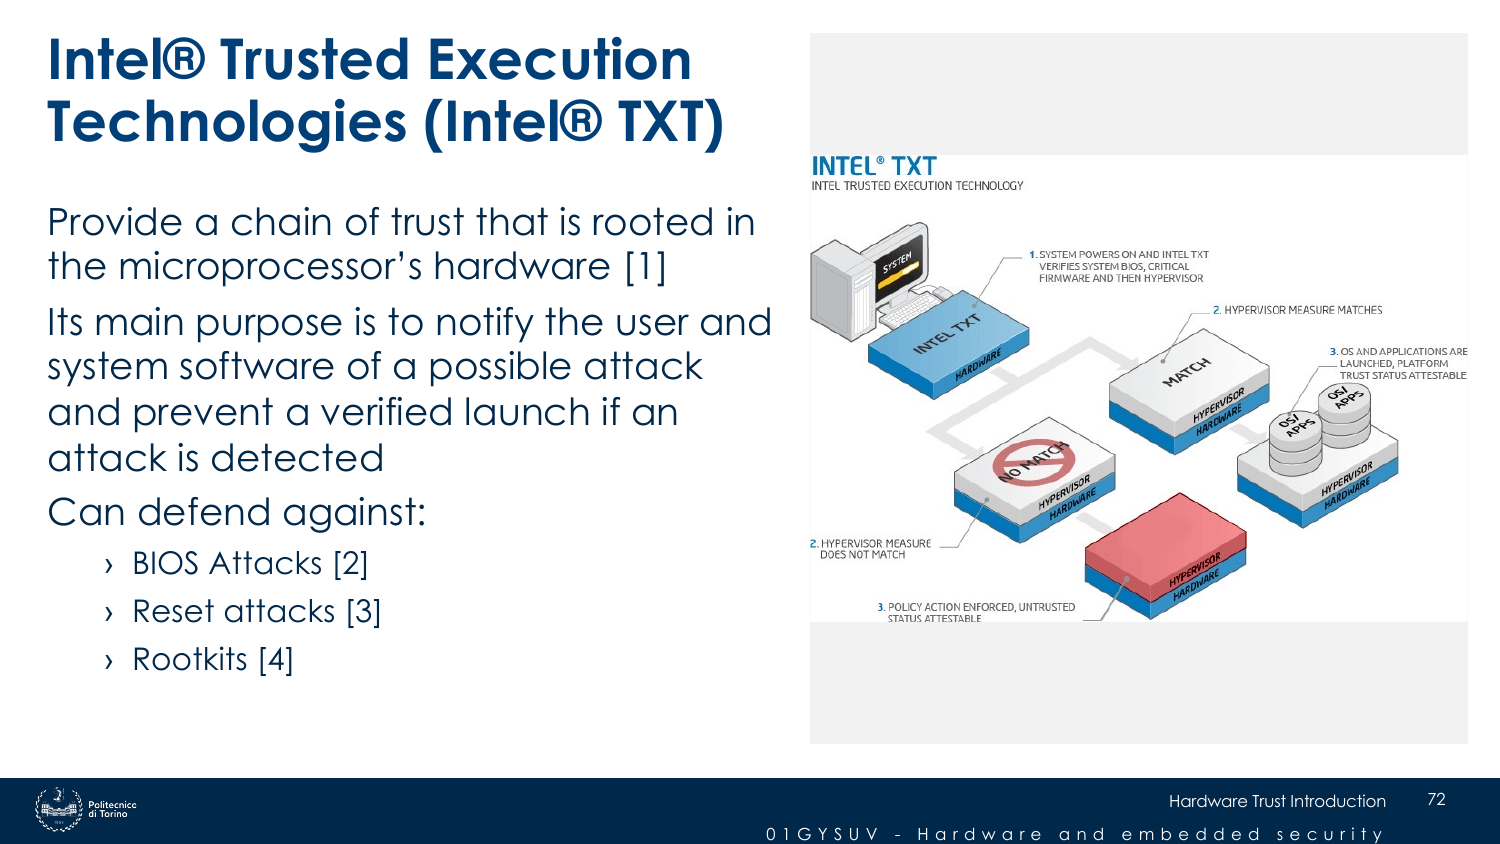 Intel® Trusted Execution
Technologies (Intel® TXT)
Provide a chain of trust that is rooted in
the microprocessor’s hardware [1]
Its main purpose is to notify the user and
system software of a possible attack
and prevent a verified launch if an
attack is detected
Can defend against:
› BIOS Attacks [2]
› Reset attacks [3]
› Rootkits [4]
INTEL® TXT
INTEL TRUSTED EXECUTION TECHNOLOGY
SYSTEM
1. SYSTEM POWERS ON AND INTEL TXT
VERIFIES SYSTEM BIOS, CRITICAL
FIRMWARE AND THEN HYPERVISOR
INTEL TXT
HARDWARE
2. HYPERVISOR MEASURE MATCHES
MATCH
HYPERVISOR
HARDWARE
3. OS AND APPLICATIONS ARE
LAUNCHED, PLATFORM
TRUST STATUS ATTESTABLE
OS/
APPS
OS/
APPS
HYPERVISOR
HARDWARE
NO MATCH
HYPERVISOR
HARDWARE
2. HYPERVISOR MEASURE
DOES NOT MATCH
HYPERVISOR
HARDWARE
3. POLICY ACTION ENFORCED, UNTRUSTED
STATUS ATTESTABLE
Politecnico
di Torino
Hardware Trust Introduction
72
01GYSUV - Hardware and embedded security